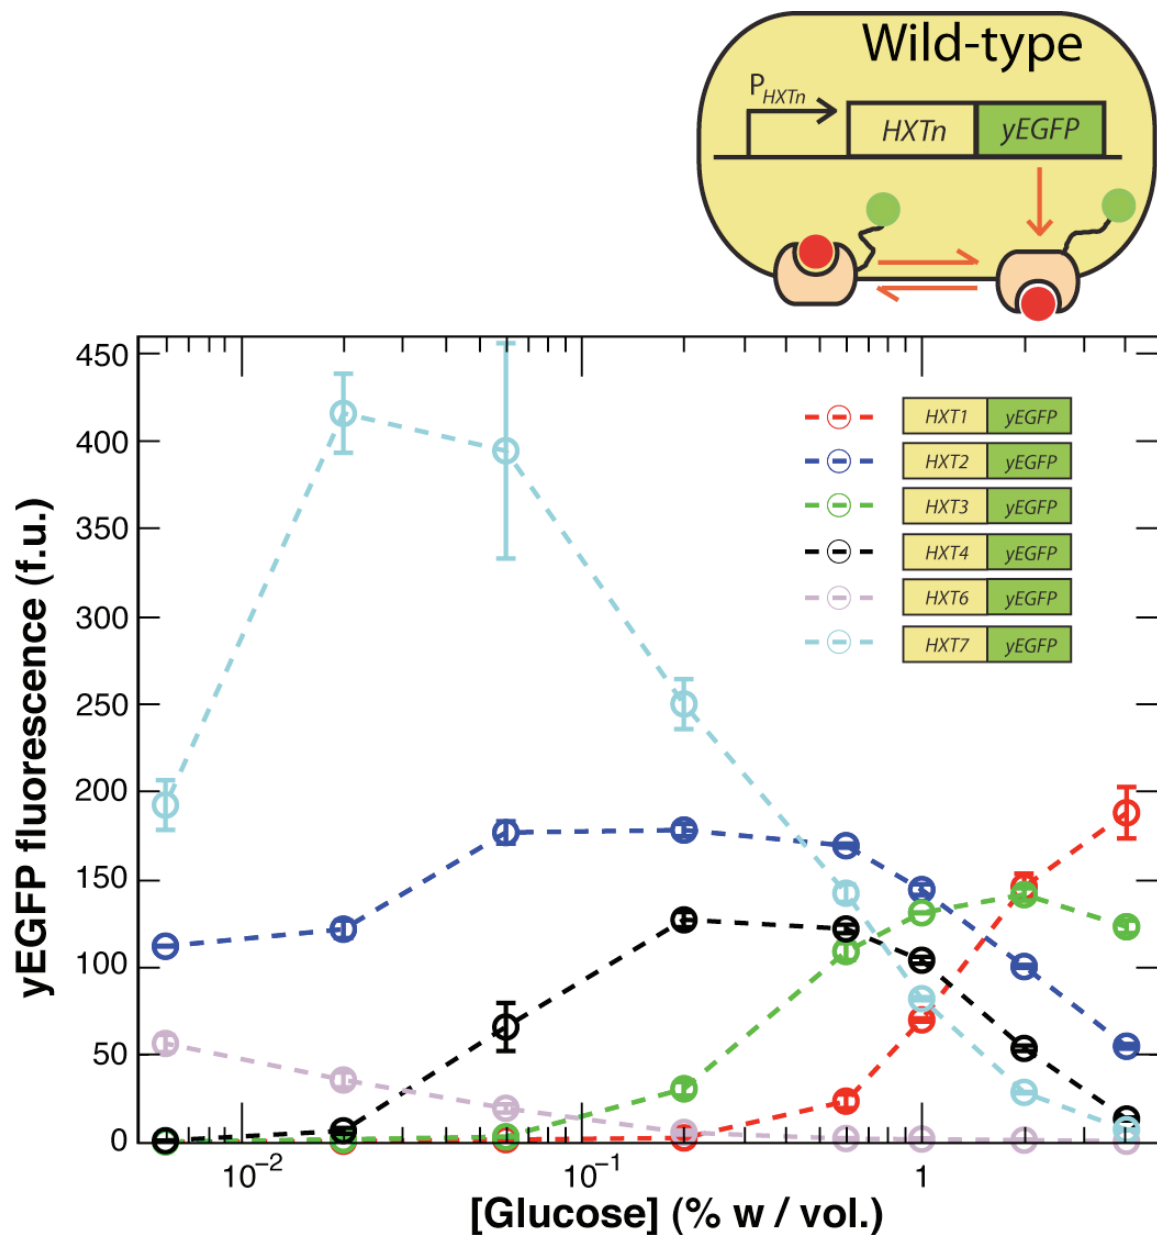 Wild-type
P_HXTn
HXTn yEGFP
yEGFP fluorescence (f.u.)
450
400
350
300
250
200
150
100
50
0
HXT1 yEGFP
HXT2 yEGFP
HXT3 yEGFP
HXT4 yEGFP
HXT6 yEGFP
HXT7 yEGFP
10⁻² 10⁻¹ 1
[Glucose] (% w / vol.)